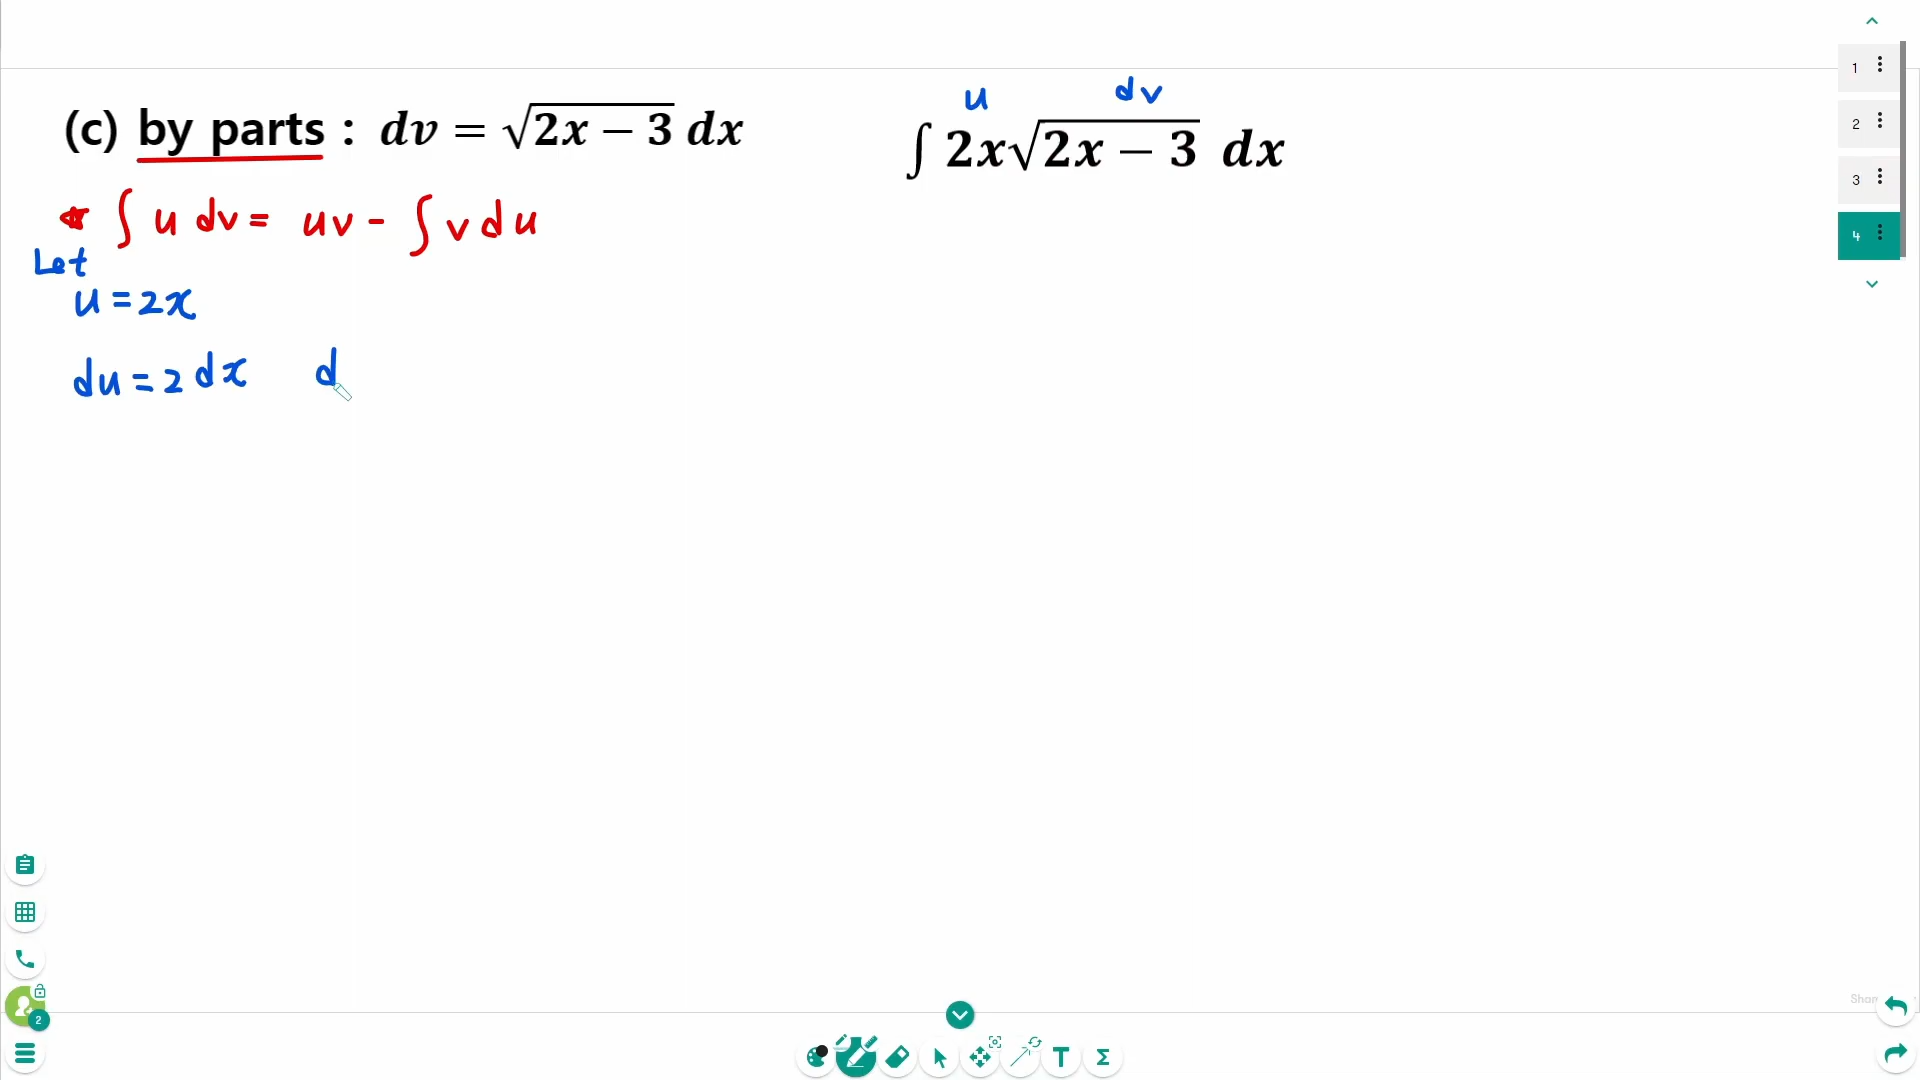 (c) by parts : dv = √2x − 3 dx
u dv
∫ 2x√2x − 3 dx
∫ u dv = uv - ∫ v du
Let
u = 2x
du = 2 dx d
1
2
3
4
2
T
Σ